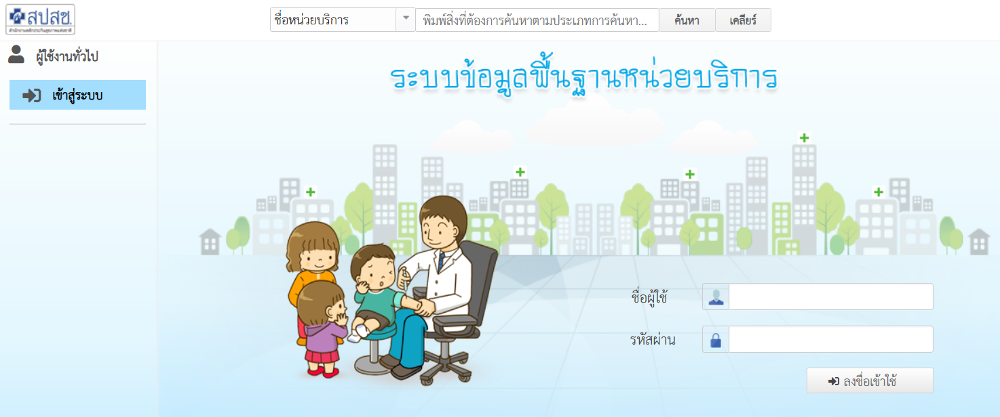 สปสช.
สำนักงานหลักประกันสุขภาพแห่งชาติ
ชื่อหน่วยบริการ
พิมพ์สิ่งที่ต้องการค้นหาตามประเภทการค้นหา...
ค้นหา
เคลียร์
ผู้ใช้งานทั่วไป
เข้าสู่ระบบ
ระบบข้อมูลพื้นฐานหน่วยบริการ
ชื่อผู้ใช้
รหัสผ่าน
ลงชื่อเข้าใช้